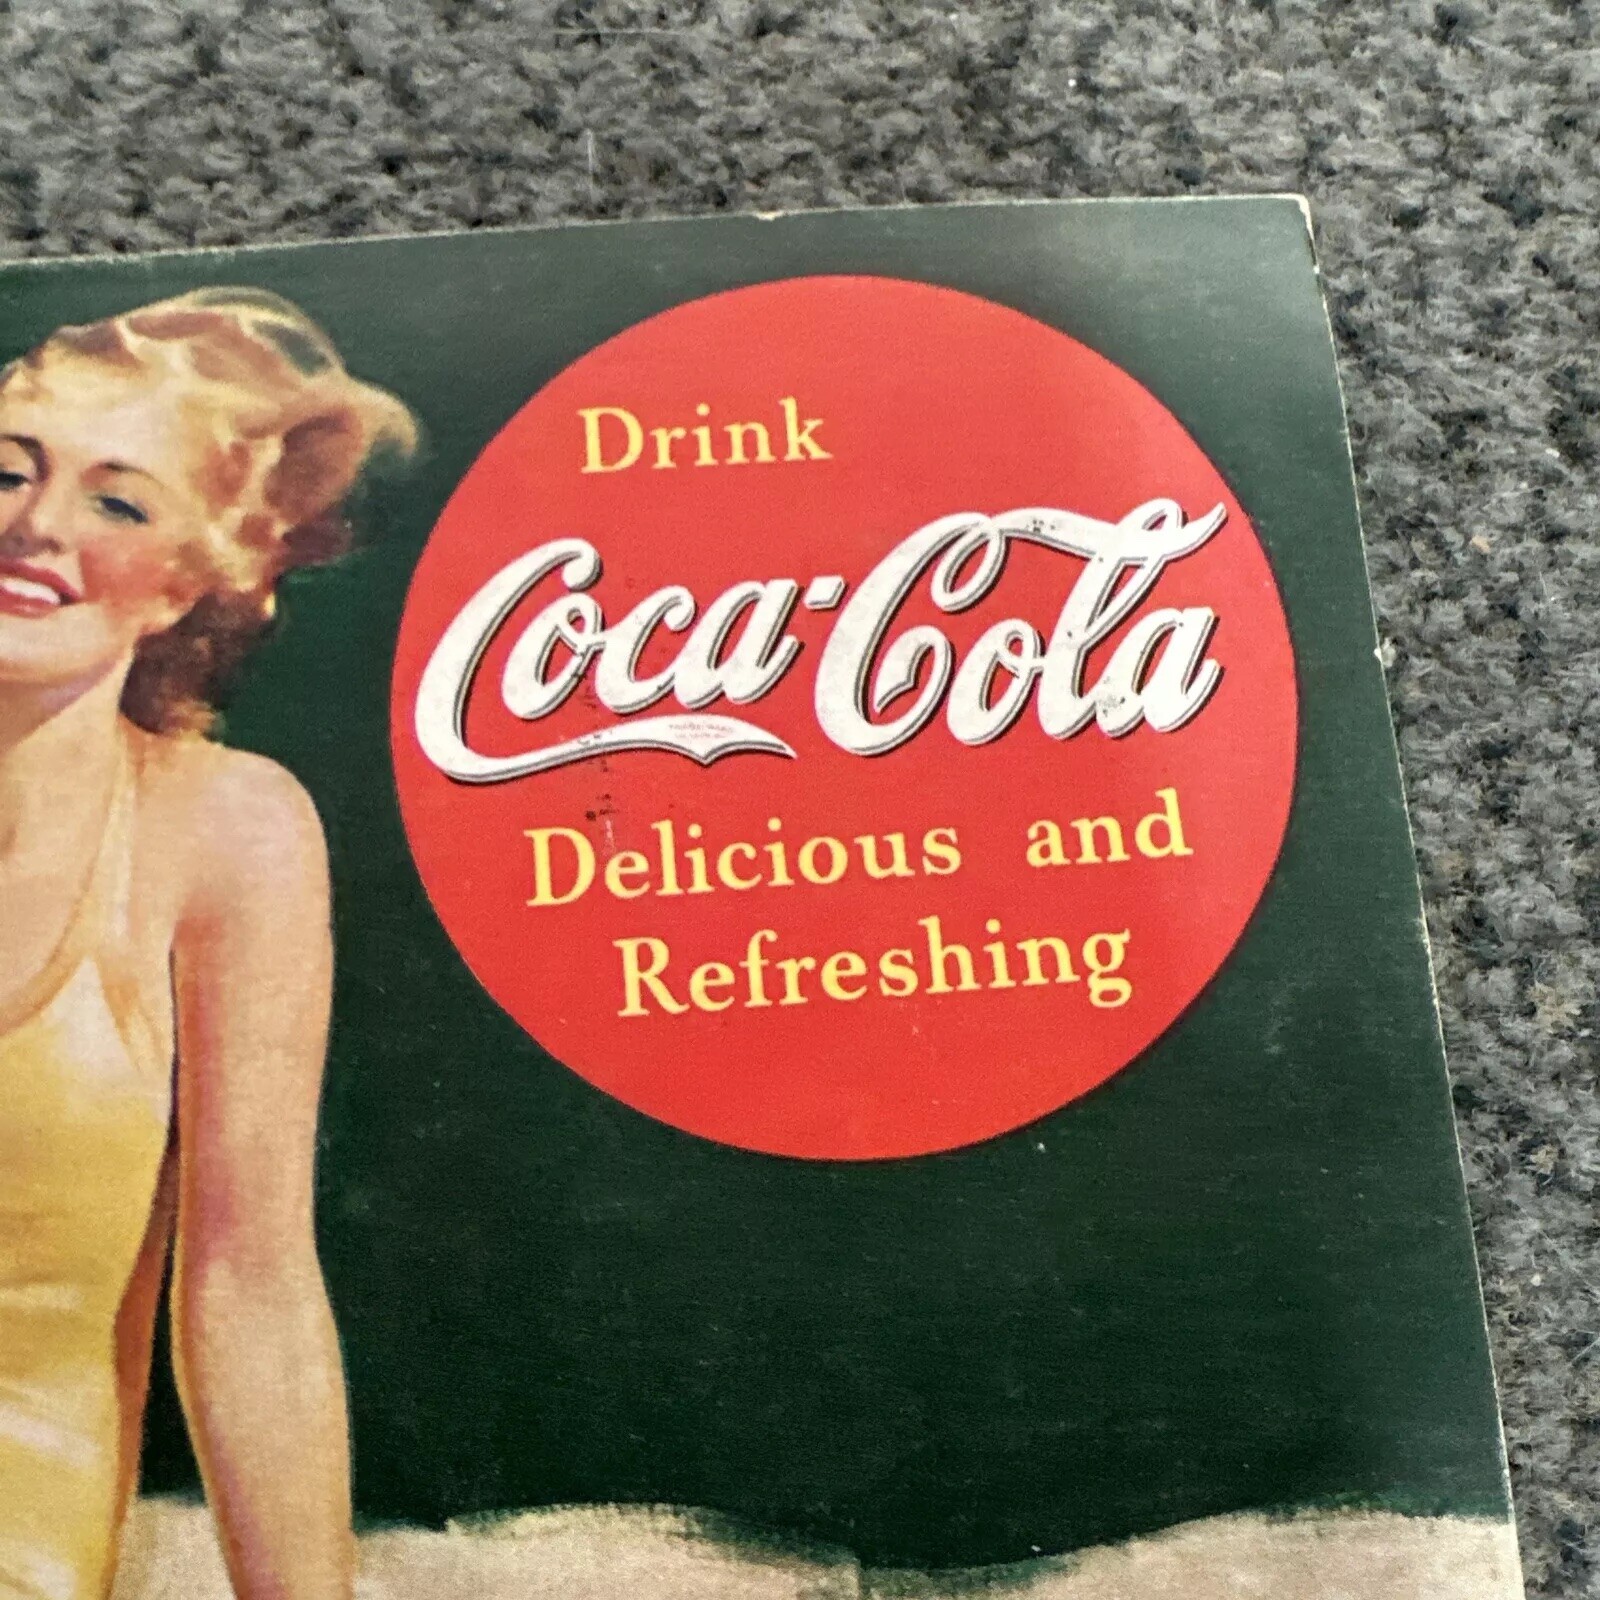 Drink
Coca-Cola
Delicious and
Refreshing